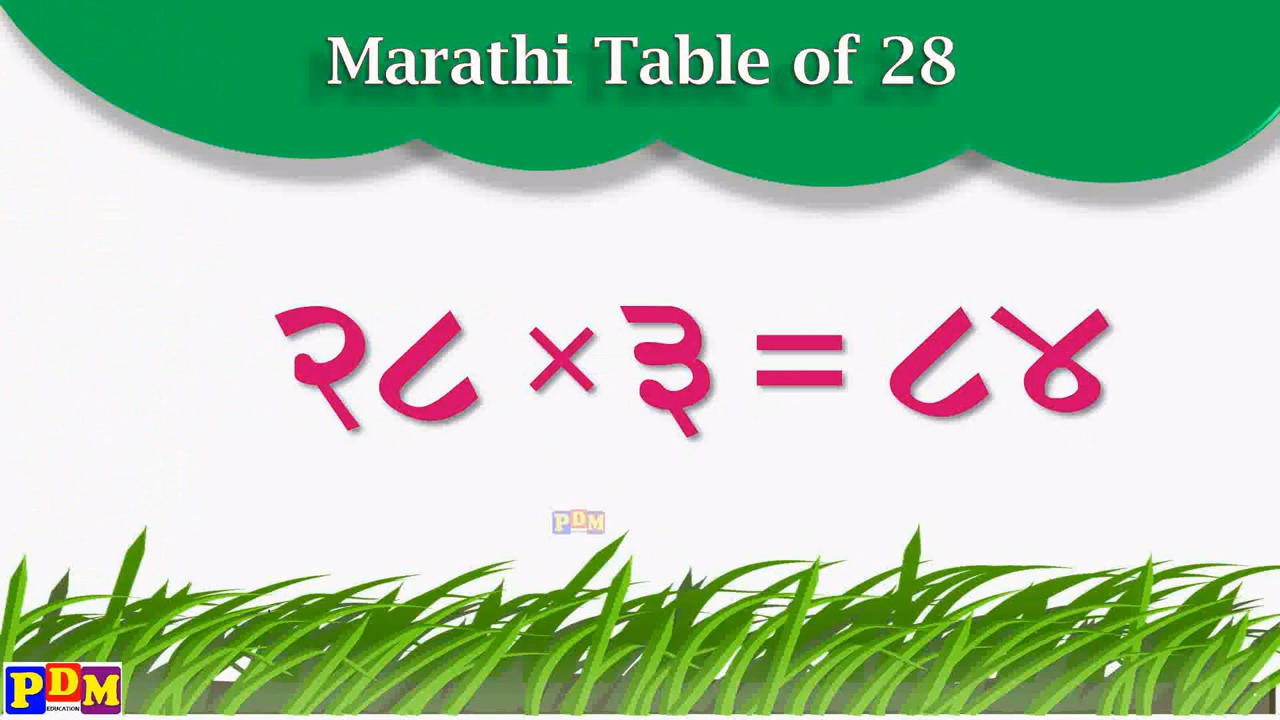 Marathi Table of 28
२८ × ३ = ८४
PDM
PDM
EDUCATION